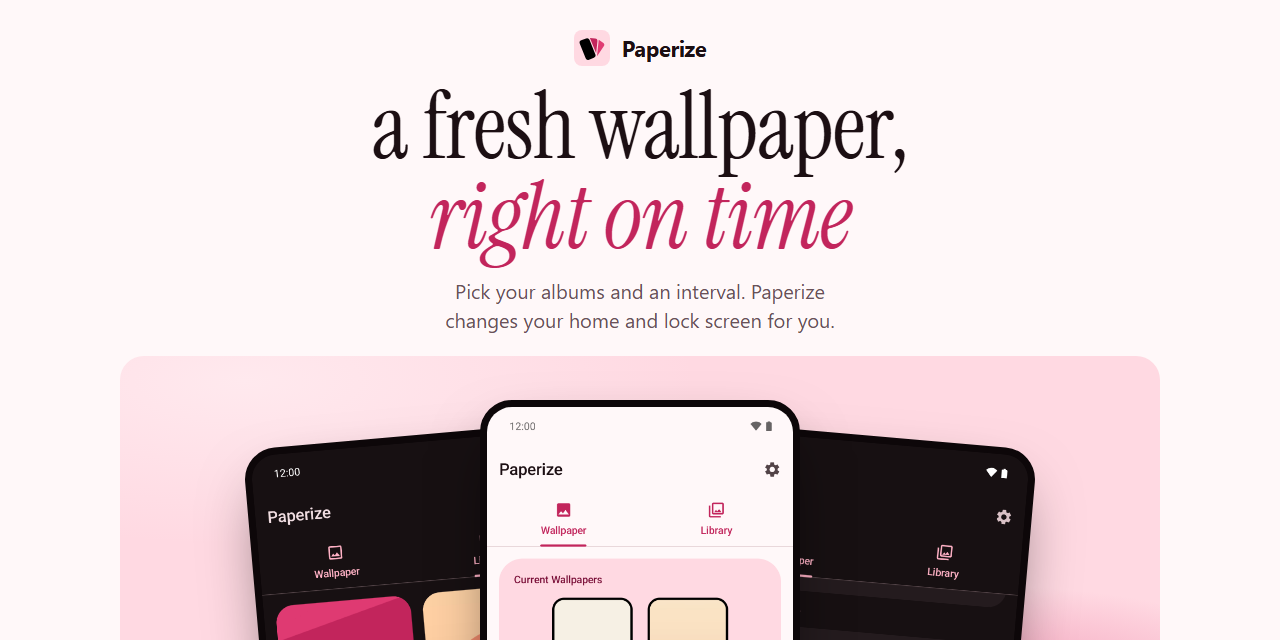 Paperize
a fresh wallpaper,
right on time
Pick your albums and an interval. Paperize
changes your home and lock screen for you.
12:00
Paperize
Wallpaper
12:00
Paperize
Wallpaper
Library
Current Wallpapers
Library